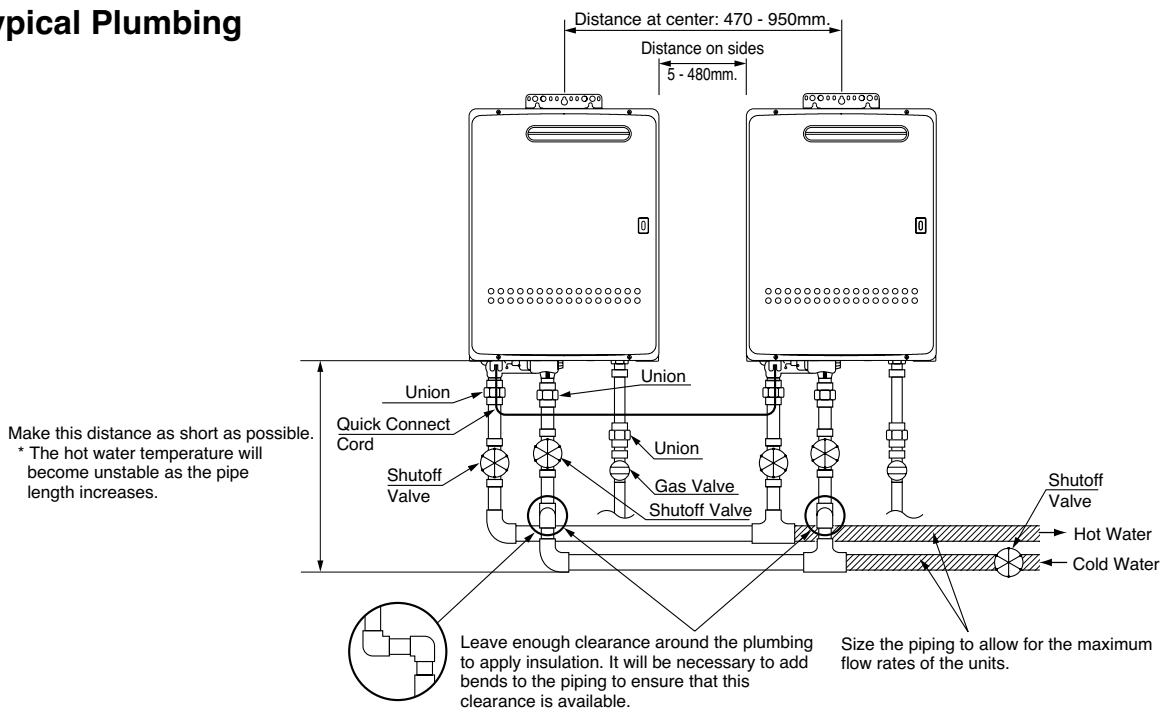 ypical Plumbing
Distance at center: 470 - 950mm.
Distance on sides
5 - 480mm.
Union
Union
Quick Connect
Cord
Make this distance as short as possible.
* The hot water temperature will
become unstable as the pipe
length increases.
Union
Shutoff
Valve
Gas Valve
Shutoff Valve
Shutoff
Valve
Hot Water
Cold Water
Leave enough clearance around the plumbing
to apply insulation. It will be necessary to add
bends to the piping to ensure that this
clearance is available.
Size the piping to allow for the maximum
flow rates of the units.